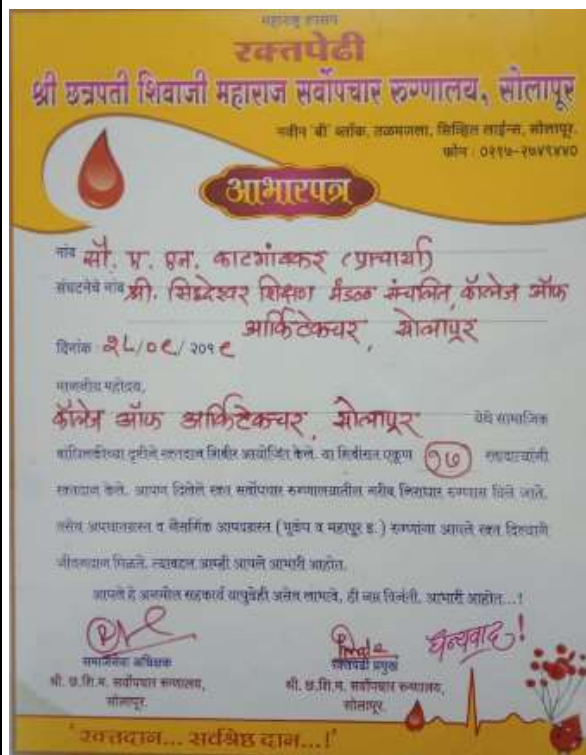 महाराष्ट्र शासन
रक्तपेढी
श्री छत्रपती शिवाजी महाराज सर्वोपचार रुग्णालय, सोलापूर
नवीन 'बी' ब्लॉक, तळमजला, सिव्हिल लाईन्स, सोलापूर.
फोन : ०२१७-२७४९४४०
आभारपत्र
नांव सौ. ए. एन. काटगांवकर (प्राचार्या)
संघटनेचे नांव श्री. सिद्धेश्वर शिक्षण मंडळ संचलित कॉलेज ऑफ
आर्किटेक्चर, सोलापूर
दिनांक २८/०९/२०१९
माननीय महोदय,
कॉलेज ऑफ आर्किटेक्चर, सोलापूर येथे सामाजिक
बांधिलकीच्या दृष्टीने रक्तदान शिबीर आयोजित केले. या शिबीरात एकूण १७ रक्तदात्यांनी
रक्तदान केले. आपण दिलेले रक्त सर्वोपचार रुग्णालयातील गरीब निराधार रुग्णास दिले जाते.
तसेच अपघातग्रस्त व नैसर्गिक आपदग्रस्त (भूकंप व महापूर इ.) रुग्णांना आपले रक्त दिल्याने
जीवनदान मिळते. त्याबद्दल आम्ही आपले आभारी आहोत.
आपले हे अनमोल सहकार्य यापुढेही असेच लाभावे, ही नम्र विनंती. आभारी आहोत...!
धन्यवाद!
समाजसेवा अधिक्षक
श्री. छ.शि.म. सर्वोपचार रुग्णालय,
सोलापूर.
रक्तपेढी प्रमुख
श्री. छ.शि.म. सर्वोपचार रुग्णालय,
सोलापूर.
'रक्तदान... सर्वश्रेष्ठ दान...!'